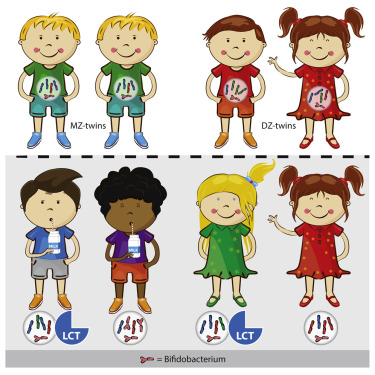 MZ-twins
DZ-twins
MILK
MILK
LCT
LCT
= Bifidobacterium